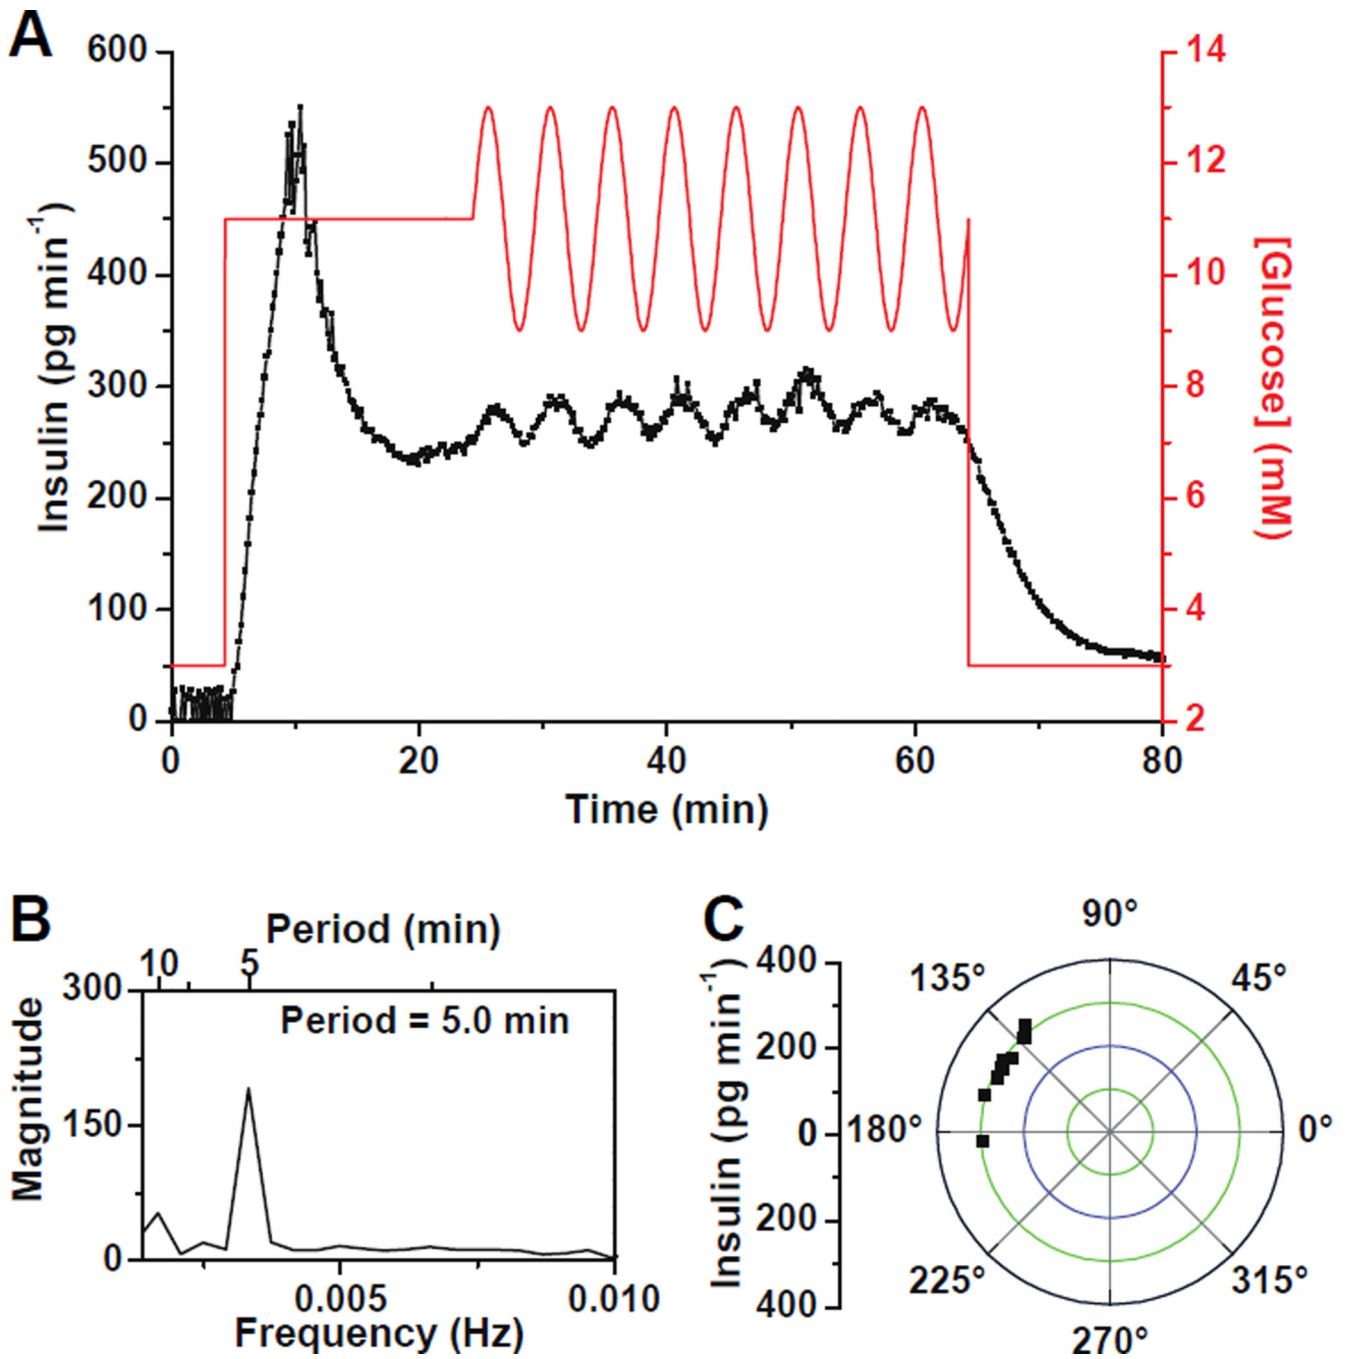 A
600
500
400
300
200
100
0
Insulin (pg min⁻¹)
14
12
10
8
6
4
2
[Glucose] (mM)
0 20 40 60 80
Time (min)
B
Period (min)
10 5
300
150
0
Magnitude
Period = 5.0 min
0.005 0.010
Frequency (Hz)
C
400
200
0
200
400
Insulin (pg min⁻¹)
90°
135° 45°
180° 0°
225° 315°
270°